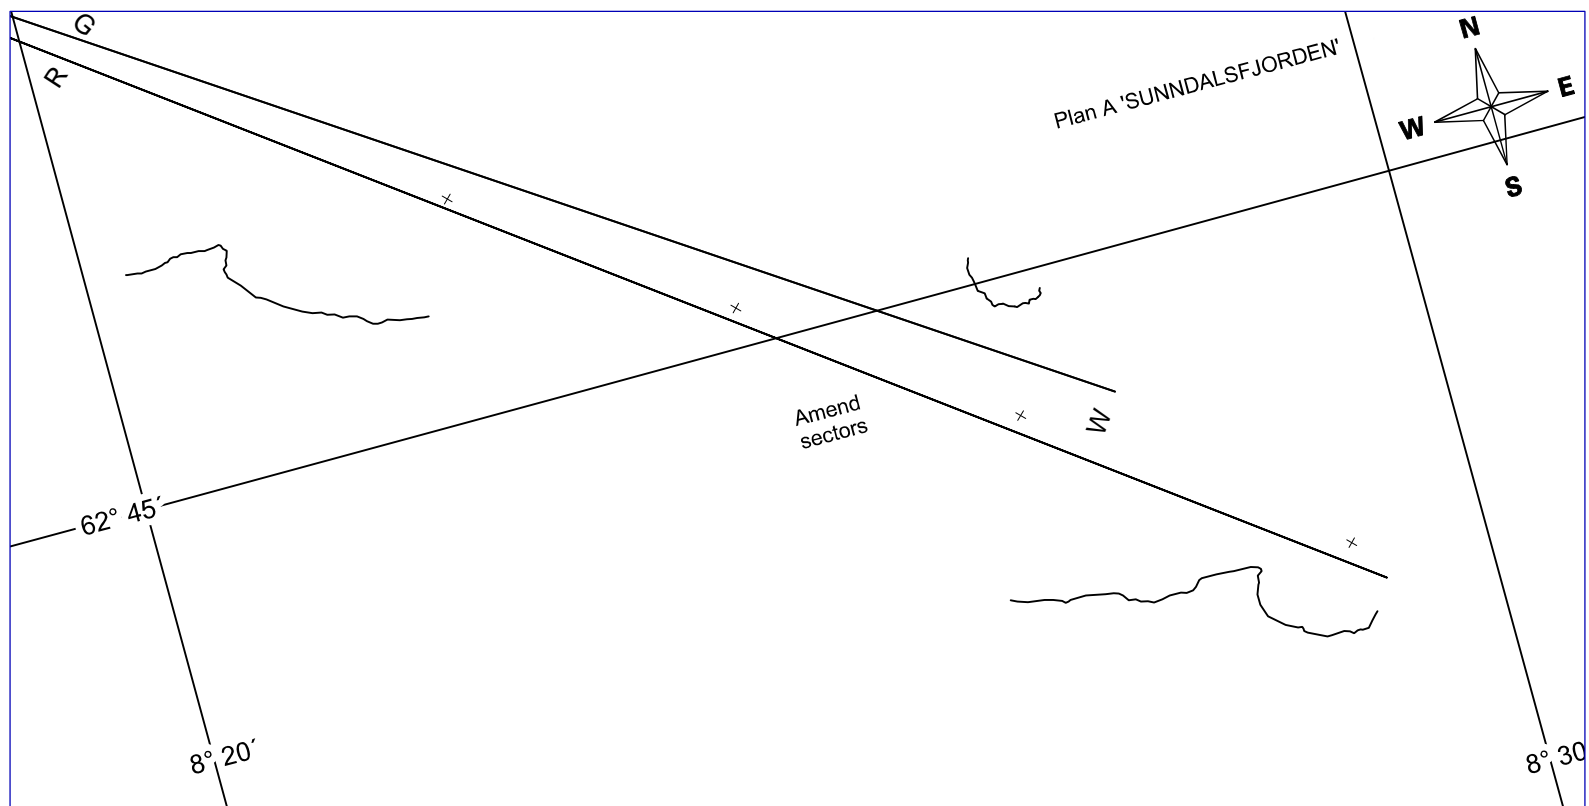 G
R
Plan A 'SUNNDALSFJORDEN'
N
E
W
S
Amend
sectors
W
62° 45′
8° 20′
8° 30